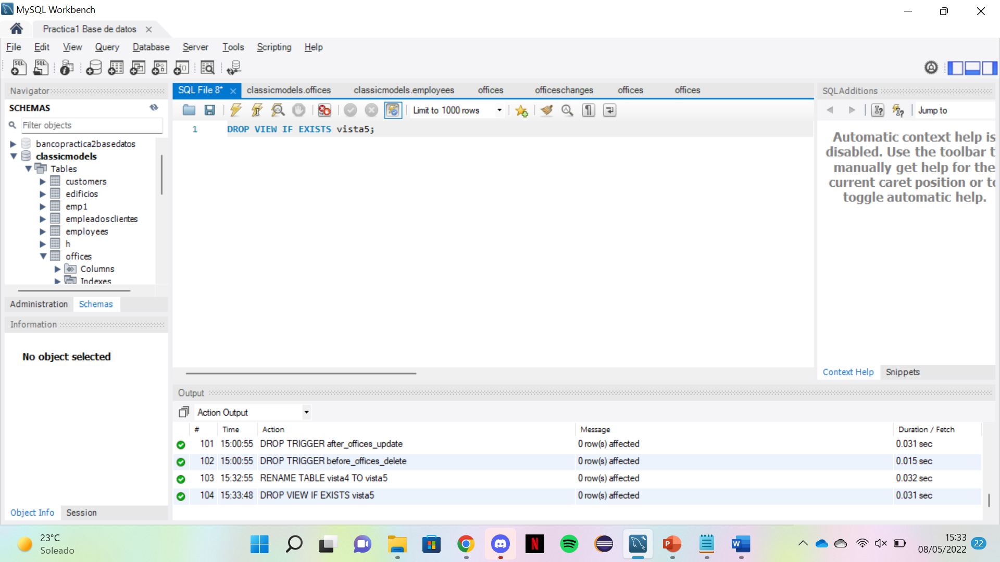 MySQL Workbench
Practica1 Base de datos
File Edit View Query Database Server Tools Scripting Help
Navigator
SCHEMAS
Filter objects
bancopractica2basedatos
classicmodels
Tables
customers
edificios
emp1
empleadosclientes
employees
h
offices
Columns
Indexes
Administration Schemas
Information
No object selected
Object Info Session
SQL File 8* classicmodels.offices classicmodels.employees offices officeschanges offices offices
Limit to 1000 rows
1 DROP VIEW IF EXISTS vista5;
SQLAdditions
Jump to
Automatic context help is
disabled. Use the toolbar t
manually get help for the
current caret position or to
toggle automatic help.
Context Help Snippets
Output
Action Output
# Time Action Message Duration / Fetch
101 15:00:55 DROP TRIGGER after_offices_update 0 row(s) affected 0.031 sec
102 15:00:55 DROP TRIGGER before_offices_delete 0 row(s) affected 0.015 sec
103 15:32:55 RENAME TABLE vista4 TO vista5 0 row(s) affected 0.032 sec
104 15:33:48 DROP VIEW IF EXISTS vista5 0 row(s) affected 0.031 sec
23°C
Soleado
15:33
08/05/2022
22